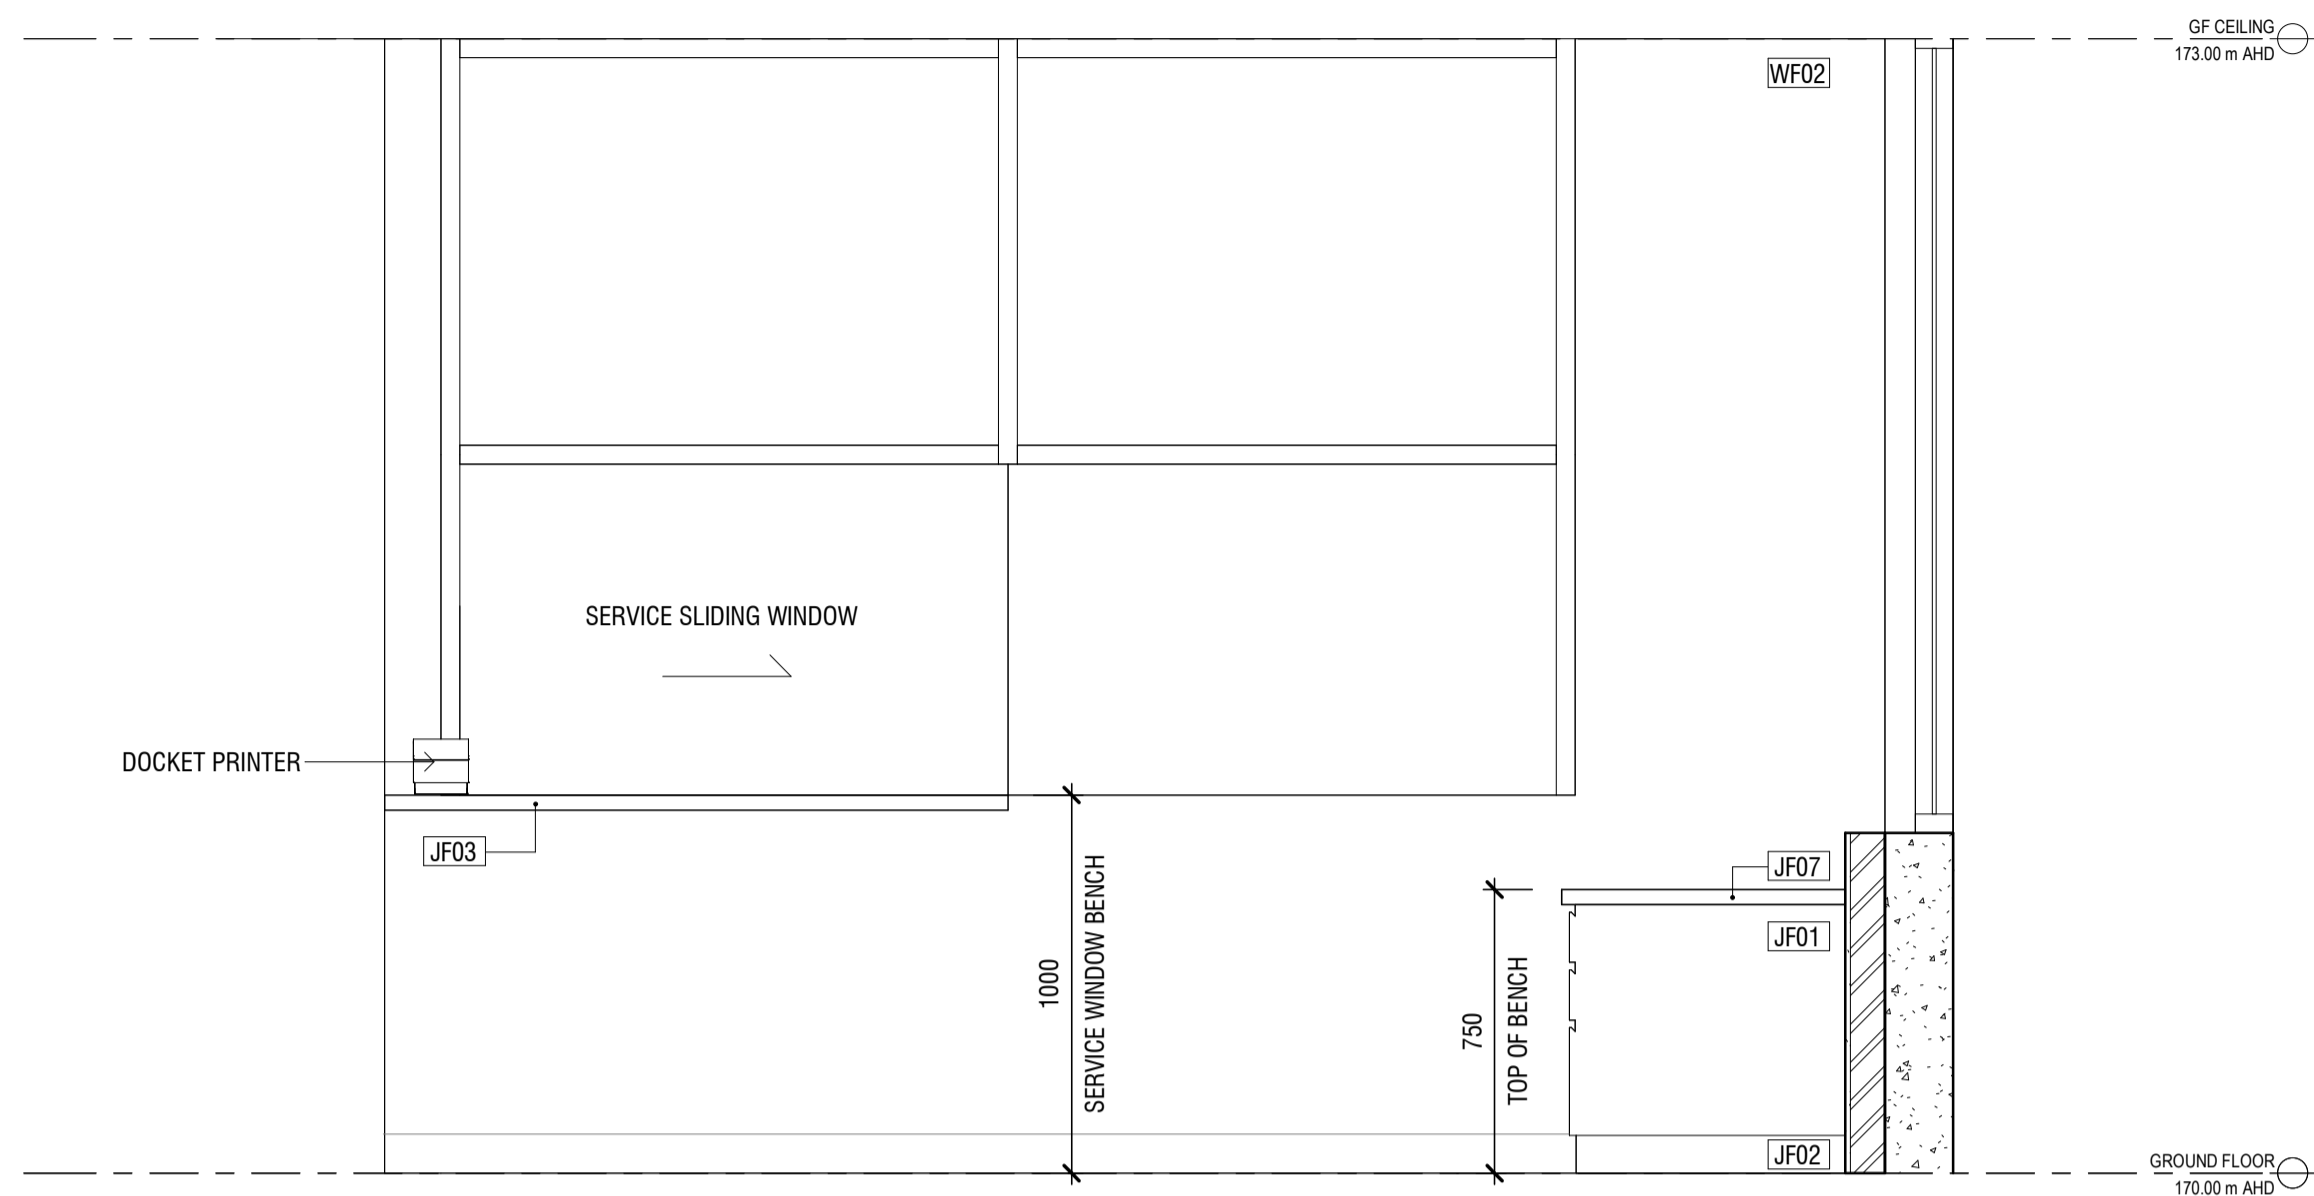 GF CEILING
173.00 m AHD
WF02
SERVICE SLIDING WINDOW
DOCKET PRINTER
JF03
1000
SERVICE WINDOW BENCH
750
TOP OF BENCH
JF07
JF01
JF02
GROUND FLOOR
170.00 m AHD